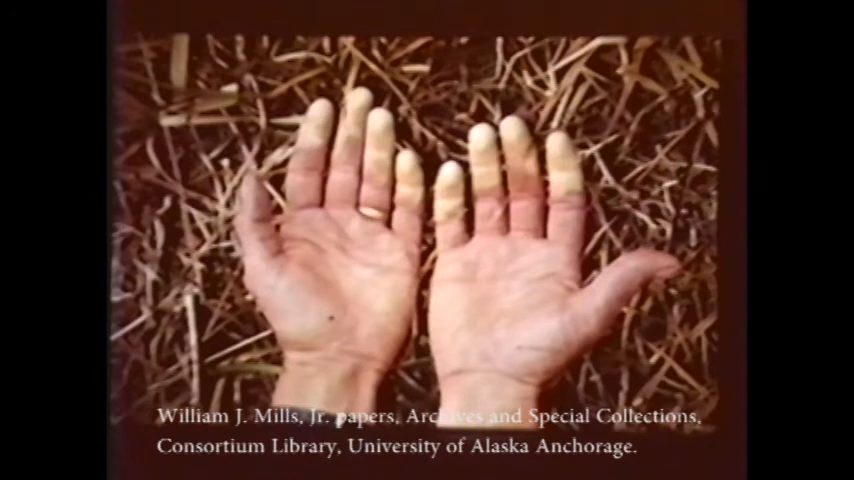 William J. Mills, Jr. papers, Archives and Special Collections,
Consortium Library, University of Alaska Anchorage.